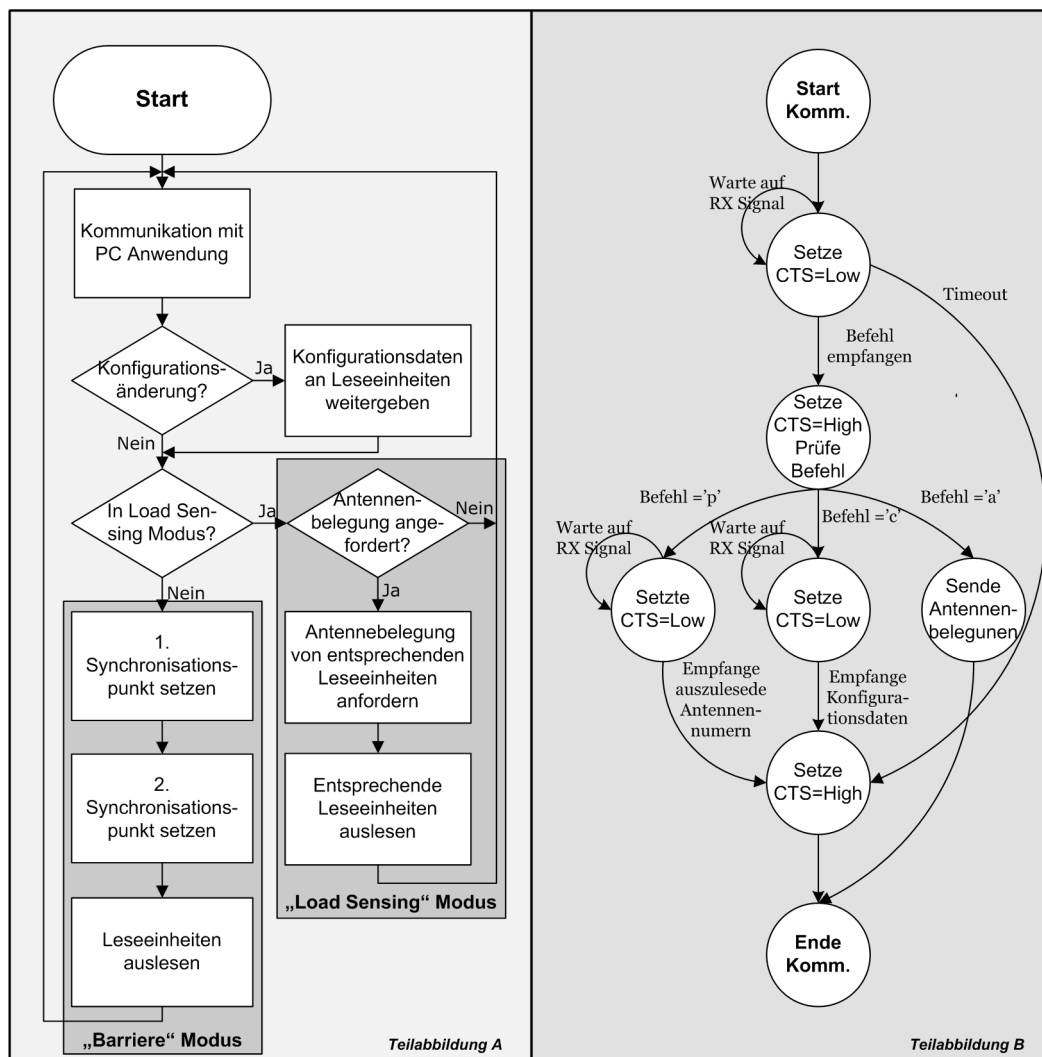 Start
Kommunikation mit
PC Anwendung
Konfigurations-
änderung?
Ja
Konfigurationsdaten
an Leseeinheiten
weitergeben
Nein
In Load Sen-
sing Modus?
Ja
Antennen-
belegung ange-
fordert?
Nein
Nein
Ja
1.
Synchronisations-
punkt setzen
2.
Synchronisations-
punkt setzen
Leseeinheiten
auslesen
„Barriere“ Modus
Antennebelegung
von entsprechenden
Leseeinheiten
anfordern
Entsprechende
Leseeinheiten
auslesen
„Load Sensing“ Modus
Teilabbildung A
Start
Komm.
Warte auf
RX Signal
Setze
CTS=Low
Timeout
Befehl
empfangen
Setze
CTS=High
Prüfe
Befehl
Befehl =’p’
Befehl =’c’
Befehl =’a’
Warte auf
RX Signal
Setzte
CTS=Low
Warte auf
RX Signal
Setze
CTS=Low
Sende
Antennen-
belegunen
Empfange
auszulesede
Antennen-
numern
Empfange
Konfigura-
tionsdaten
Setze
CTS=High
Ende
Komm.
Teilabbildung B